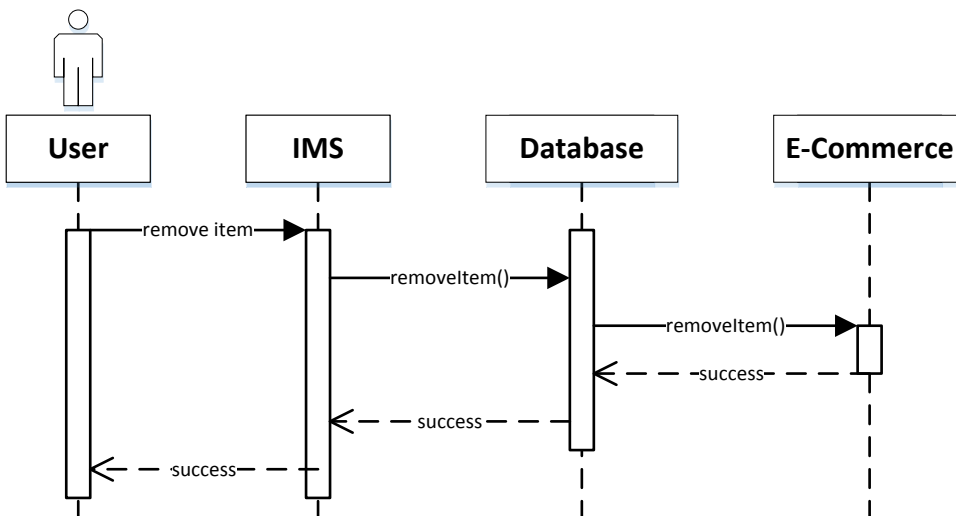 User
IMS
Database
E-Commerce
remove item
removeItem()
removeItem()
success
success
success